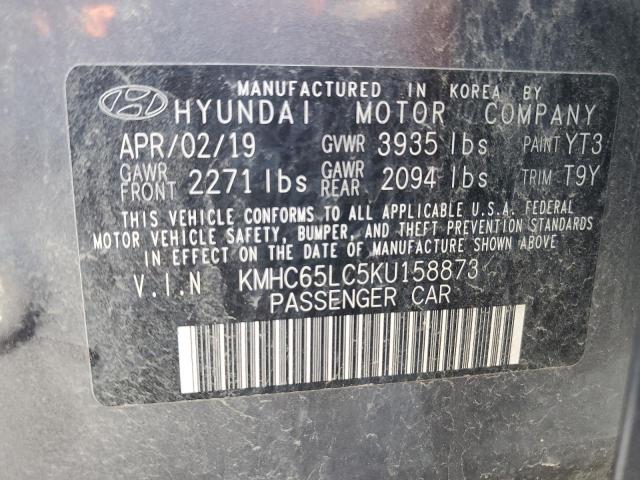 MANUFACTURED IN KOREA BY
HYUNDAI MOTOR COMPANY
APR/02/19 GVWR 3935 lbs PAINT YT3
GAWR FRONT 2271 lbs GAWR REAR 2094 lbs TRIM T9Y
THIS VEHICLE CONFORMS TO ALL APPLICABLE U.S.A. FEDERAL
MOTOR VEHICLE SAFETY, BUMPER, AND THEFT PREVENTION STANDARDS
IN EFFECT ON THE DATE OF MANUFACTURE SHOWN ABOVE.
V.I.N KMHC65LC5KU158873
PASSENGER CAR